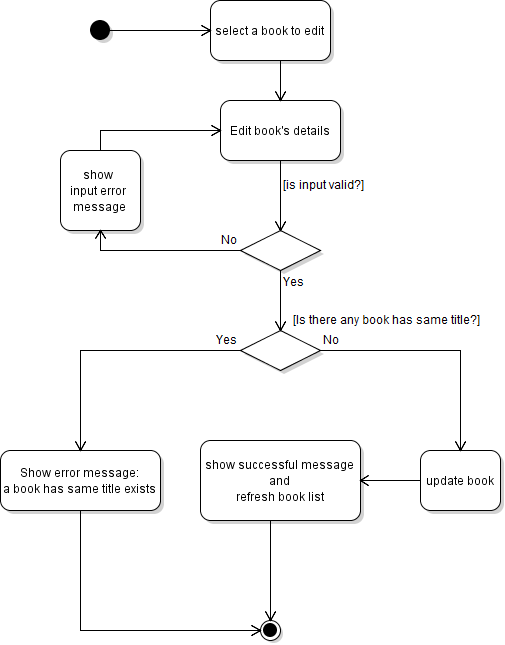 select a book to edit
Edit book's details
show
input error
message
[is input valid?]
No
Yes
[Is there any book has same title?]
Yes
No
Show error message:
a book has same title exists
show successful message
and
refresh book list
update book